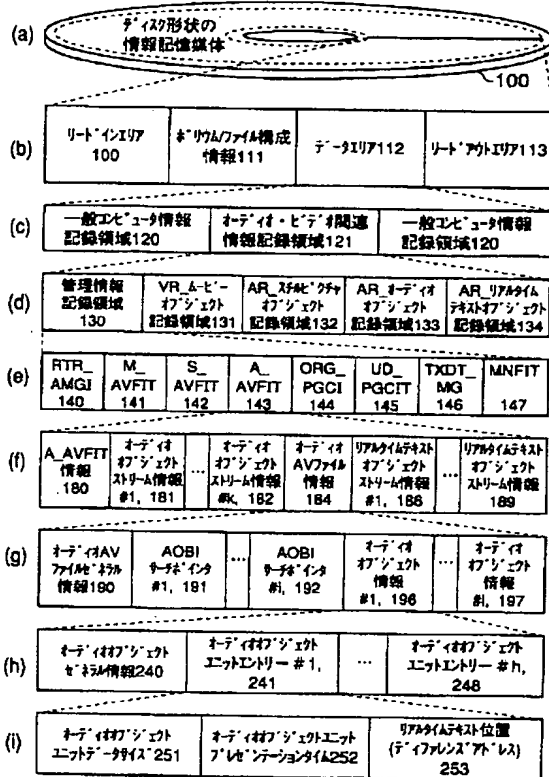 (a)
ディスク形状の
情報記憶媒体
100
(b)
リードインエリア
100
ボリウム/ファイル構成
情報111
データエリア112
リードアウトエリア113
(c)
一般コンピュータ情報
記録領域120
オーディオ・ビデオ関連
情報記録領域121
一般コンピュータ情報
記録領域120
(d)
管理情報
記録領域
130
VR_ムービー
オブジェクト
記録領域131
AR_スチルピクチャ
オブジェクト
記録領域132
AR_オーディオ
オブジェクト
記録領域133
AR_リアルタイム
テキストオブジェクト
記録領域134
(e)
RTR_
AMGI
140
M_
AVFIT
141
S_
AVFIT
142
A_
AVFIT
143
ORG_
PGCI
144
UD_
PGCIT
145
TXDT_
MG
146
MNFIT
147
(f)
A_AVFIT
情報
180
オーディオ
オブジェクト
ストリーム情報
#1, 181
...
オーディオ
オブジェクト
ストリーム情報
#k, 182
オーディオ
AVファイル
情報
184
リアルタイムテキスト
オブジェクト
ストリーム情報
#1, 186
...
リアルタイムテキスト
オブジェクト
ストリーム情報
189
(g)
オーディオAV
ファイルゼネラル
情報190
AOBI
サーチポインタ
#1, 191
...
AOBI
サーチポインタ
#i, 192
オーディオ
オブジェクト
情報
#1, 196
...
オーディオ
オブジェクト
情報
#i, 197
(h)
オーディオオブジェクト
ゼネラル情報240
オーディオオブジェクト
ユニットエントリー#1,
241
...
オーディオオブジェクト
ユニットエントリー#h,
248
(i)
オーディオオブジェクト
ユニットデータサイズ251
オーディオオブジェクトユニット
プレゼンテーションタイム252
リアルタイムテキスト位置
(ディファレンスアドレス)
253